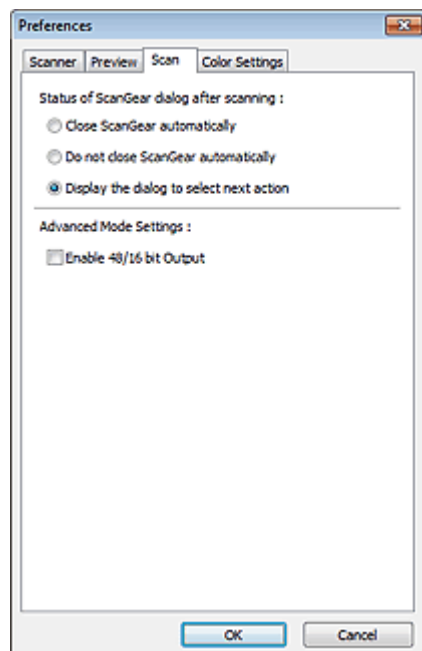 Preferences
Scanner Preview Scan Color Settings
Status of ScanGear dialog after scanning :
Close ScanGear automatically
Do not close ScanGear automatically
Display the dialog to select next action
Advanced Mode Settings :
Enable 48/16 bit Output
OK Cancel